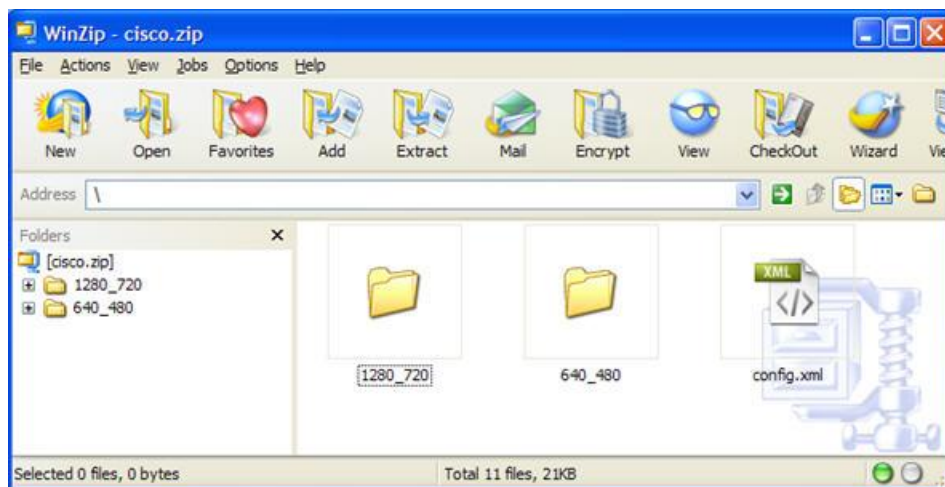 WinZip - cisco.zip
File Actions View Jobs Options Help
New Open Favorites Add Extract Mail Encrypt View CheckOut Wizard
Address \
Folders
[cisco.zip]
1280_720
640_480
1280_720 640_480 config.xml
XML
Selected 0 files, 0 bytes Total 11 files, 21KB